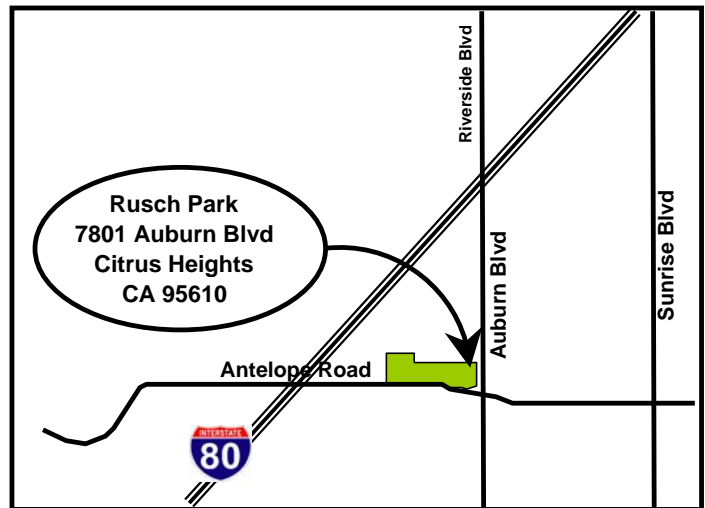 Riverside Blvd
Rusch Park
7801 Auburn Blvd
Citrus Heights
CA 95610
Auburn Blvd
Sunrise Blvd
Antelope Road
INTERSTATE
80